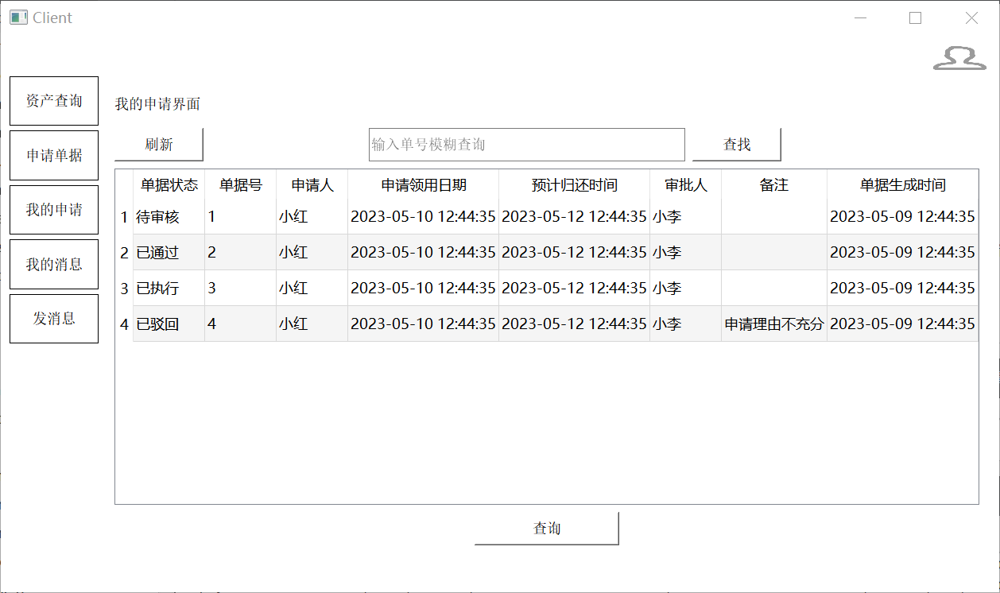 Client
资产查询
申请单据
我的申请
我的消息
发消息
我的申请界面
刷新 输入单号模糊查询 查找
单据状态 单据号 申请人 申请领用日期 预计归还时间 审批人 备注 单据生成时间
1 待审核 1 小红 2023-05-10 12:44:35 2023-05-12 12:44:35 小李 2023-05-09 12:44:35
2 已通过 2 小红 2023-05-10 12:44:35 2023-05-12 12:44:35 小李 2023-05-09 12:44:35
3 已执行 3 小红 2023-05-10 12:44:35 2023-05-12 12:44:35 小李 2023-05-09 12:44:35
4 已驳回 4 小红 2023-05-10 12:44:35 2023-05-12 12:44:35 小李 申请理由不充分 2023-05-09 12:44:35
查询